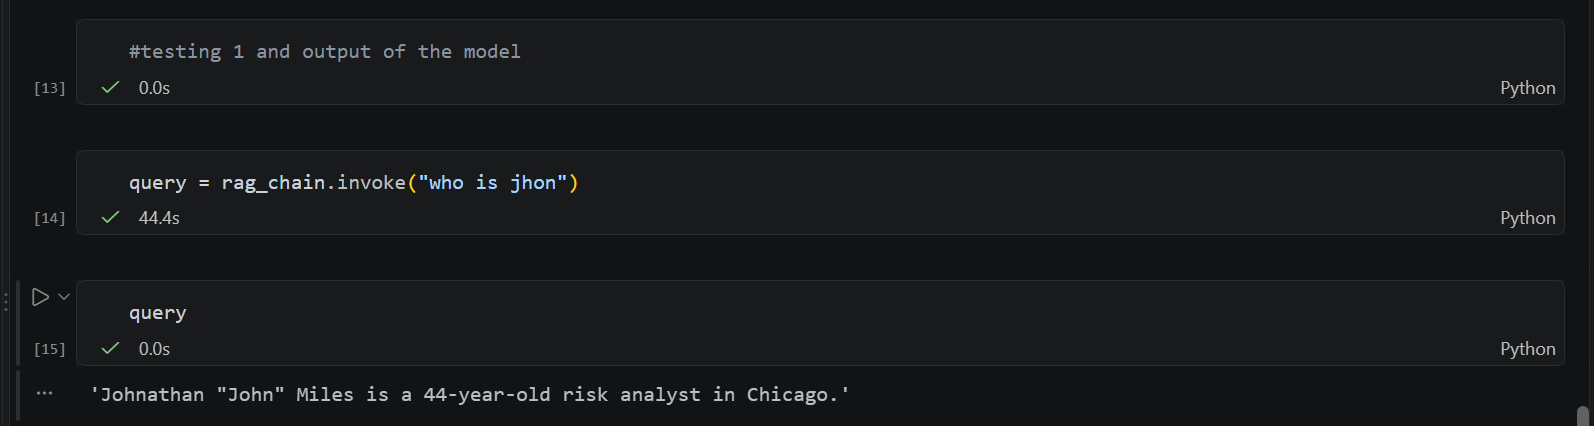 #testing 1 and output of the model
[13]
0.0s
Python
query = rag_chain.invoke("who is jhon")
[14]
44.4s
Python
query
[15]
0.0s
Python
... 'Johnathan "John" Miles is a 44-year-old risk analyst in Chicago.'